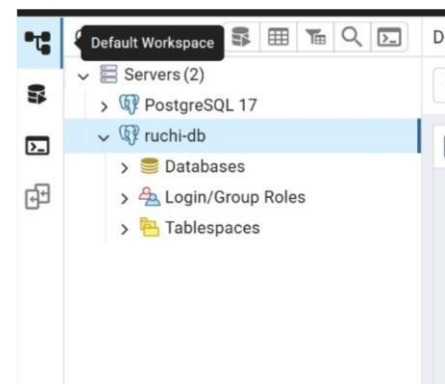 Default Workspace
D
Servers (2)
PostgreSQL 17
ruchi-db
Databases
Login/Group Roles
Tablespaces